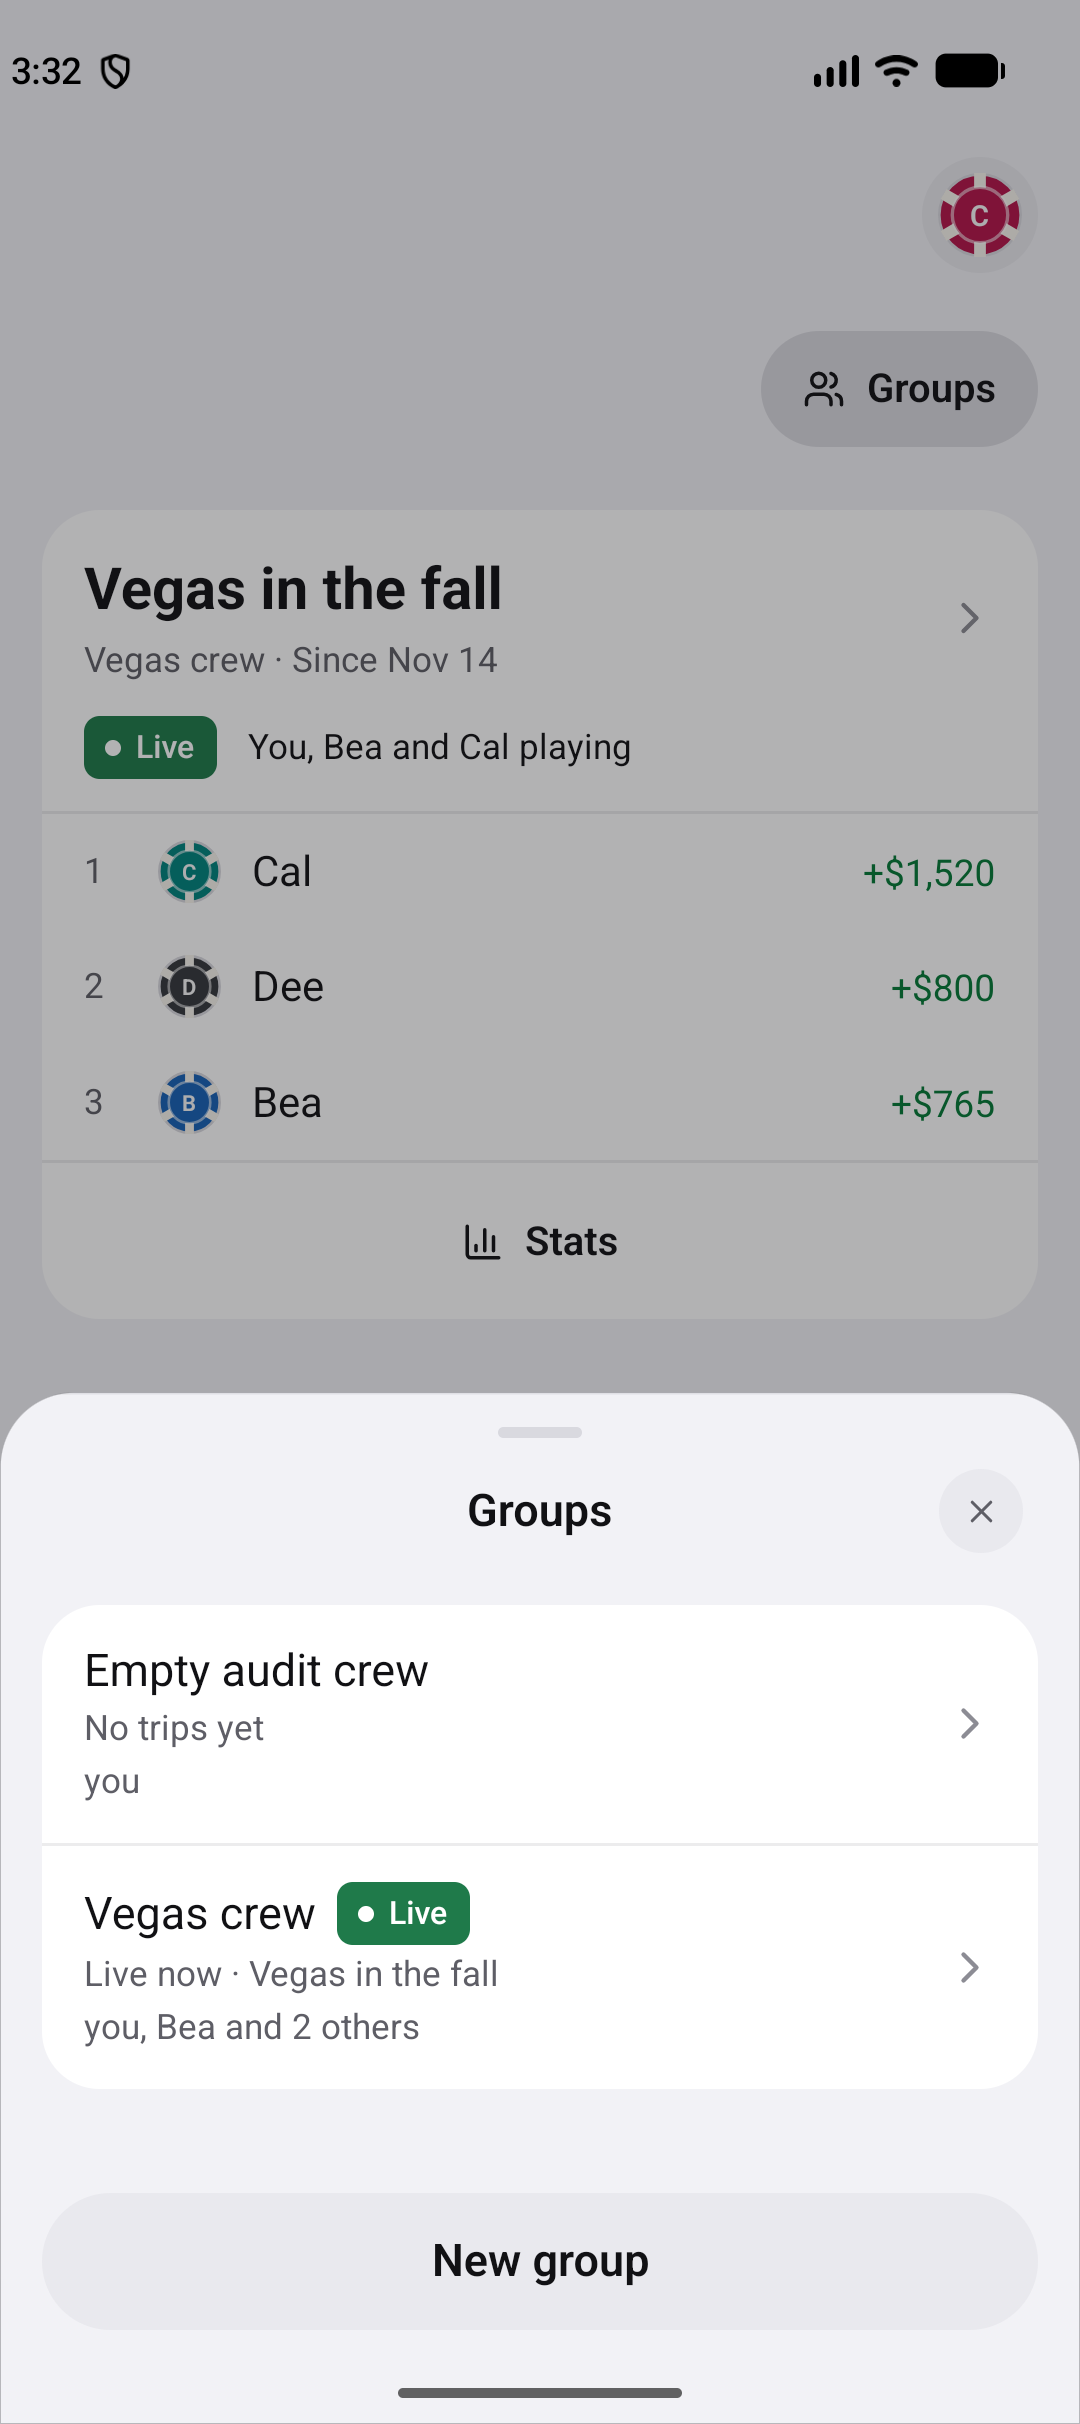 3:32
C
Groups
Vegas in the fall
Vegas crew · Since Nov 14
Live You, Bea and Cal playing
1 C Cal +$1,520
2 D Dee +$800
3 B Bea +$765
Stats
Groups
Empty audit crew
No trips yet
you
Vegas crew Live
Live now · Vegas in the fall
you, Bea and 2 others
New group